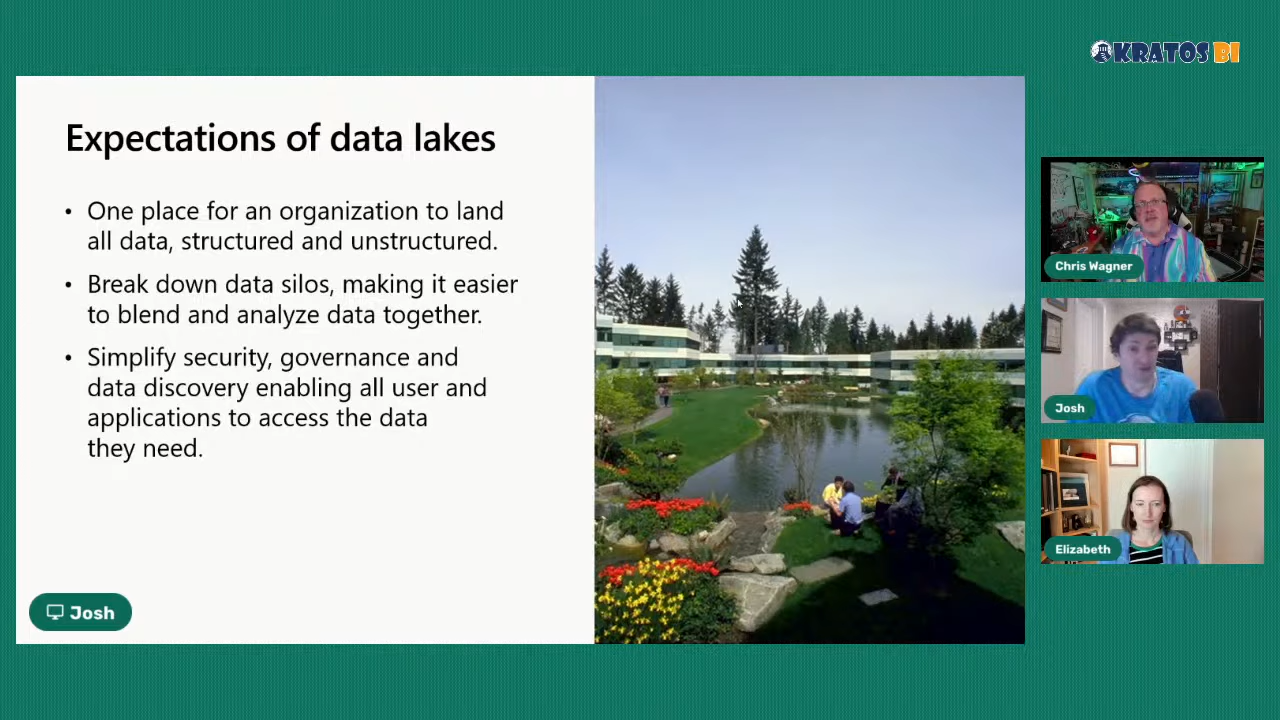 KRATOS BI
Expectations of data lakes
• One place for an organization to land
all data, structured and unstructured.
• Break down data silos, making it easier
to blend and analyze data together.
• Simplify security, governance and
data discovery enabling all user and
applications to access the data
they need.
Josh
Chris Wagner
Josh
Elizabeth